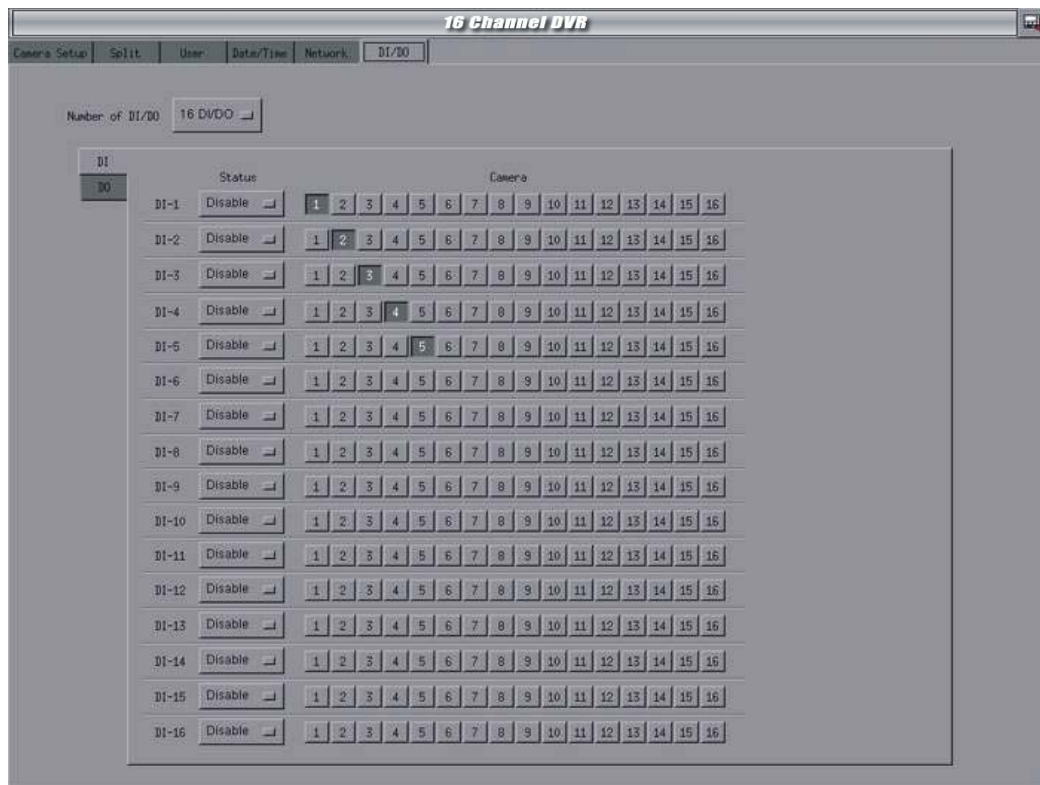 16 Channel DVR
Camera Setup Split User Date/Time Network DI/DO
Number of DI/DO 16 DI/DO
DI
DO
Status Camera
DI-1 Disable 1 2 3 4 5 6 7 8 9 10 11 12 13 14 15 16
DI-2 Disable 1 2 3 4 5 6 7 8 9 10 11 12 13 14 15 16
DI-3 Disable 1 2 3 4 5 6 7 8 9 10 11 12 13 14 15 16
DI-4 Disable 1 2 3 4 5 6 7 8 9 10 11 12 13 14 15 16
DI-5 Disable 1 2 3 4 5 6 7 8 9 10 11 12 13 14 15 16
DI-6 Disable 1 2 3 4 5 6 7 8 9 10 11 12 13 14 15 16
DI-7 Disable 1 2 3 4 5 6 7 8 9 10 11 12 13 14 15 16
DI-8 Disable 1 2 3 4 5 6 7 8 9 10 11 12 13 14 15 16
DI-9 Disable 1 2 3 4 5 6 7 8 9 10 11 12 13 14 15 16
DI-10 Disable 1 2 3 4 5 6 7 8 9 10 11 12 13 14 15 16
DI-11 Disable 1 2 3 4 5 6 7 8 9 10 11 12 13 14 15 16
DI-12 Disable 1 2 3 4 5 6 7 8 9 10 11 12 13 14 15 16
DI-13 Disable 1 2 3 4 5 6 7 8 9 10 11 12 13 14 15 16
DI-14 Disable 1 2 3 4 5 6 7 8 9 10 11 12 13 14 15 16
DI-15 Disable 1 2 3 4 5 6 7 8 9 10 11 12 13 14 15 16
DI-16 Disable 1 2 3 4 5 6 7 8 9 10 11 12 13 14 15 16